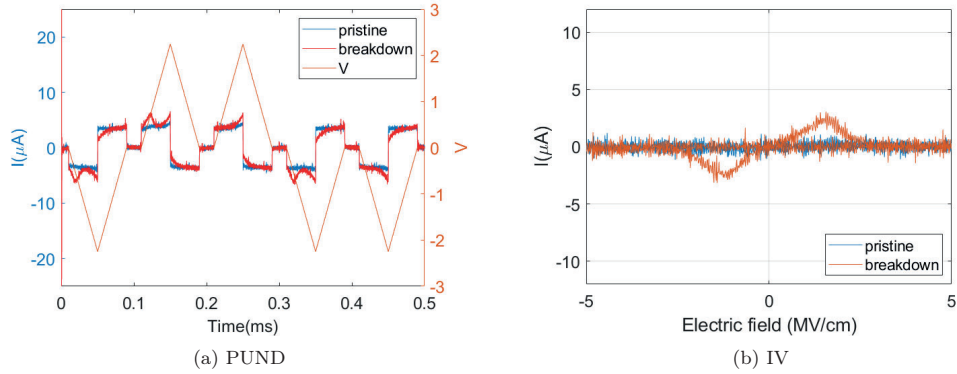 20
10
0
-10
-20
I(μA)
3
2
1
0
-1
-2
-3
V
pristine
breakdown
V
0
0.1
0.2
0.3
0.4
0.5
Time(ms)
(a) PUND
10
5
0
-5
-10
I(μA)
pristine
breakdown
-5
0
5
Electric field (MV/cm)
(b) IV